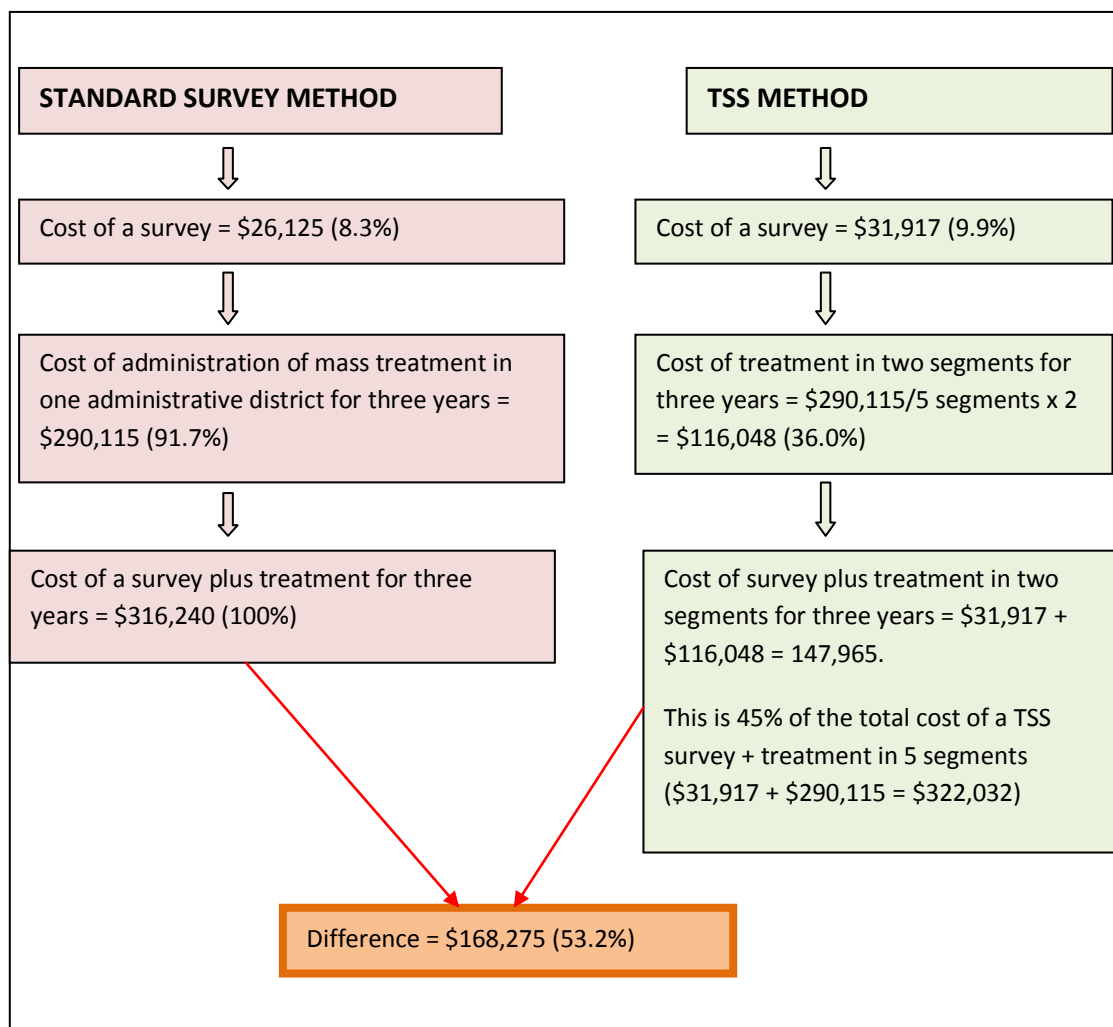 STANDARD SURVEY METHOD
Cost of a survey = $26,125 (8.3%)
Cost of administration of mass treatment in
one administrative district for three years =
$290,115 (91.7%)
Cost of a survey plus treatment for three
years = $316,240 (100%)
TSS METHOD
Cost of a survey = $31,917 (9.9%)
Cost of treatment in two segments for
three years = $290,115/5 segments x 2
= $116,048 (36.0%)
Cost of survey plus treatment in two
segments for three years = $31,917 +
$116,048 = 147,965.
This is 45% of the total cost of a TSS
survey + treatment in 5 segments
($31,917 + $290,115 = $322,032)
Difference = $168,275 (53.2%)